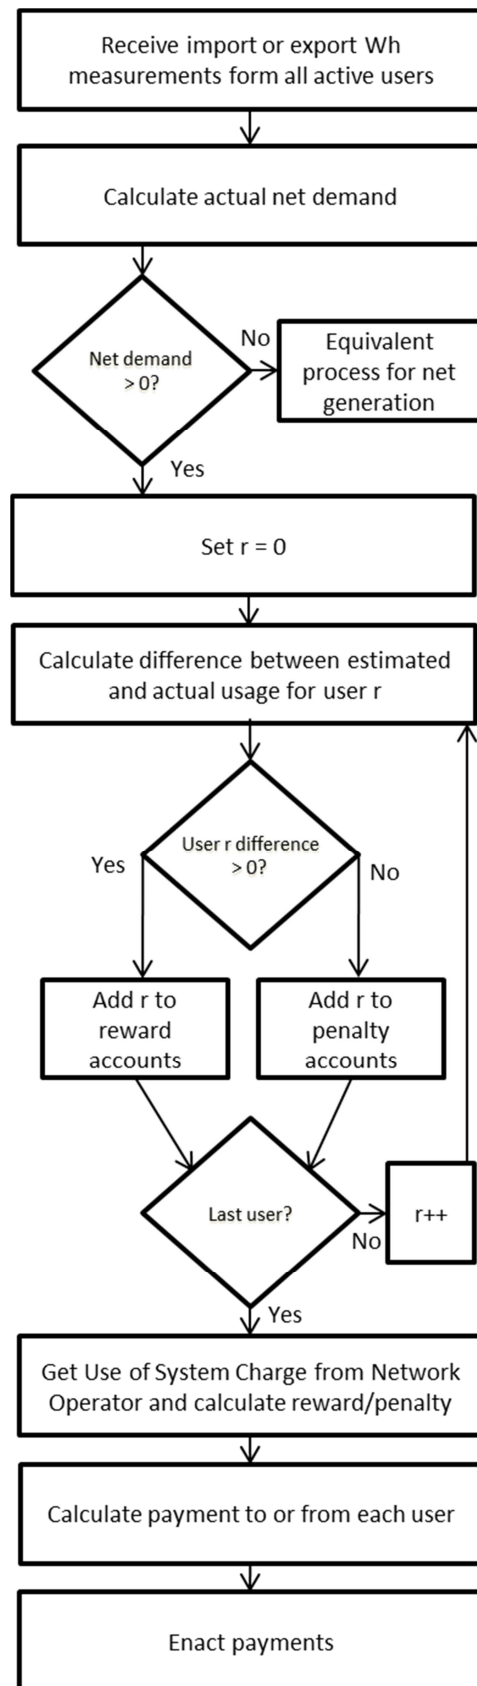 Receive import or export Wh
measurements form all active users
Calculate actual net demand
Net demand
> 0?
No
Equivalent
process for net
generation
Yes
Set r = 0
Calculate difference between estimated
and actual usage for user r
User r difference
> 0?
Yes
No
Add r to
reward
accounts
Add r to
penalty
accounts
Last user?
No
r++
Yes
Get Use of System Charge from Network
Operator and calculate reward/penalty
Calculate payment to or from each user
Enact payments